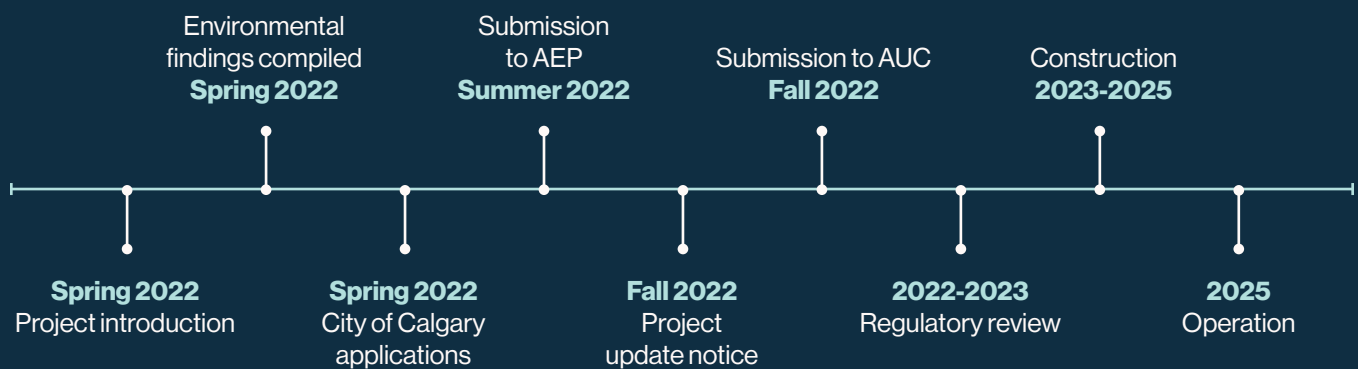 Environmental
findings compiled
Spring 2022
Submission
to AEP
Summer 2022
Submission to AUC
Fall 2022
Construction
2023-2025
Spring 2022
Project introduction
Spring 2022
City of Calgary
applications
Fall 2022
Project
update notice
2022-2023
Regulatory review
2025
Operation